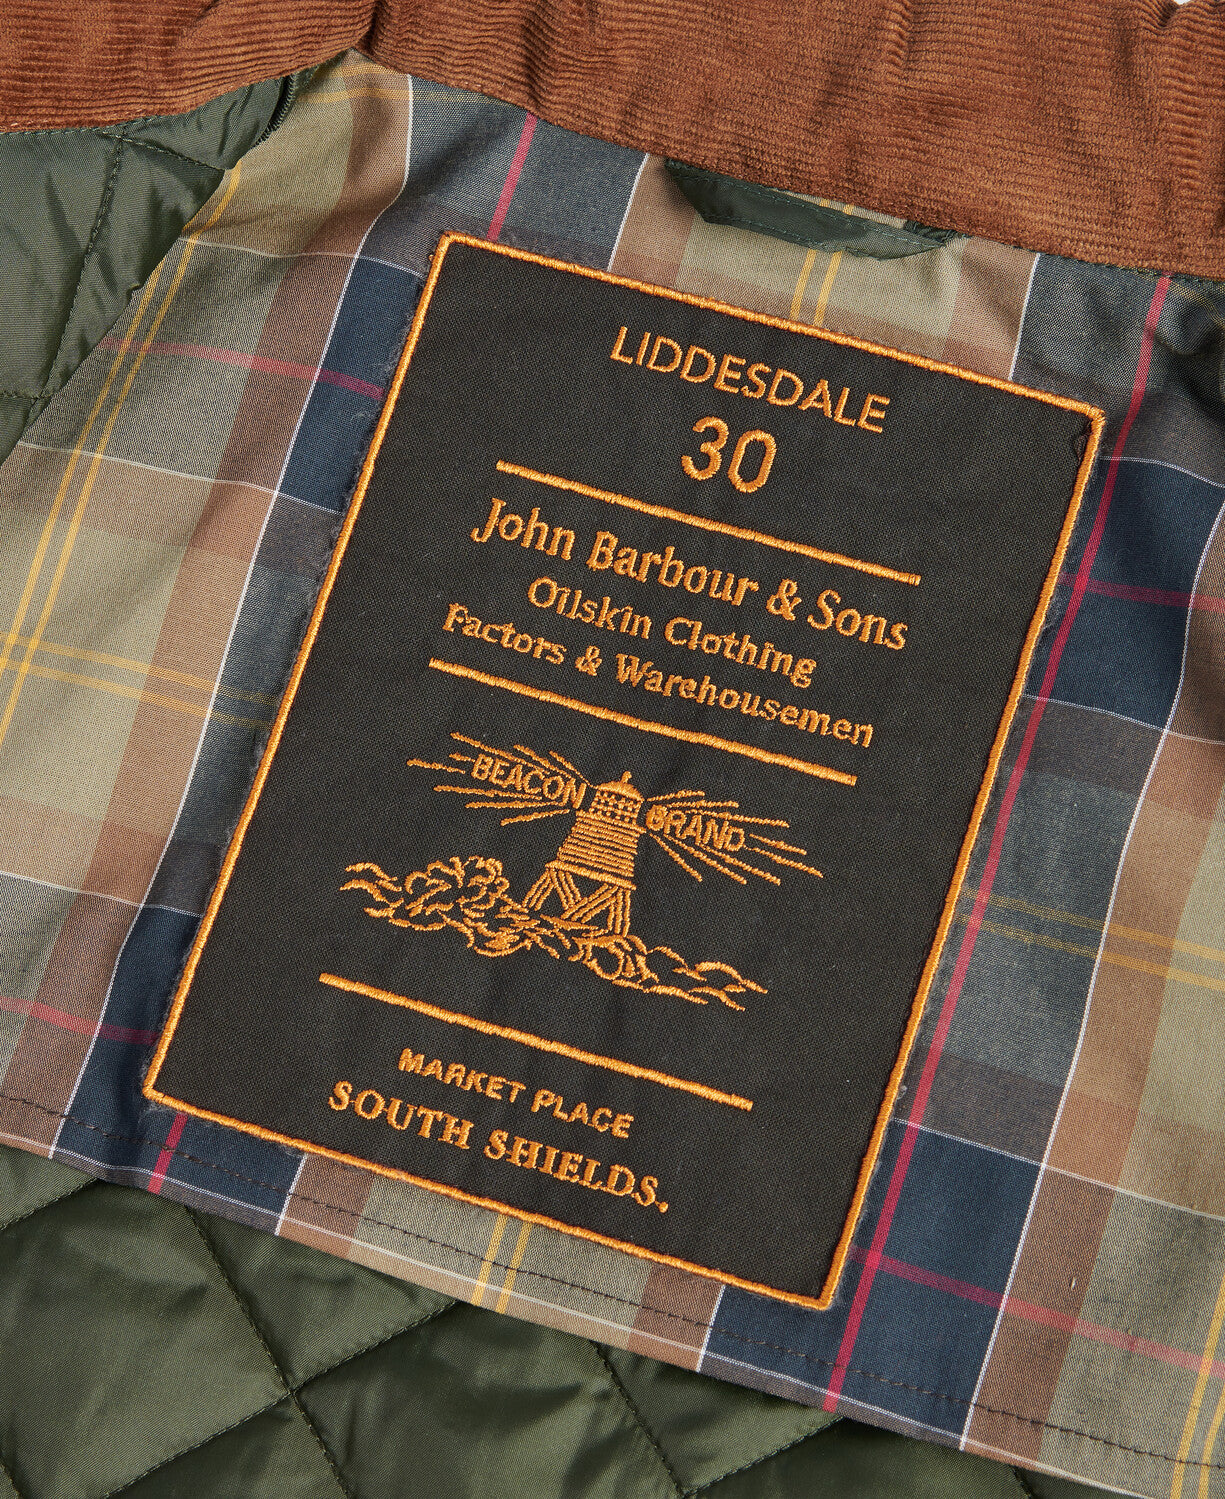 LIDDESDALE
30
John Barbour & Sons
Oilskin Clothing
Factors & Warehousemen
BEACON BRAND
MARKET PLACE
SOUTH SHIELDS.